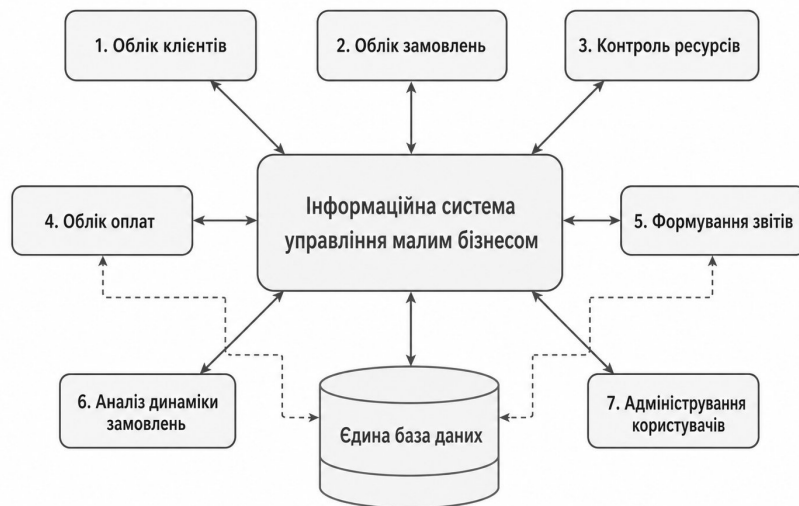 1. Облік клієнтів
2. Облік замовлень
3. Контроль ресурсів
Інформаційна система
управління малим бізнесом
4. Облік оплат
5. Формування звітів
6. Аналіз динаміки
замовлень
Єдина база даних
7. Адміністрування
користувачів